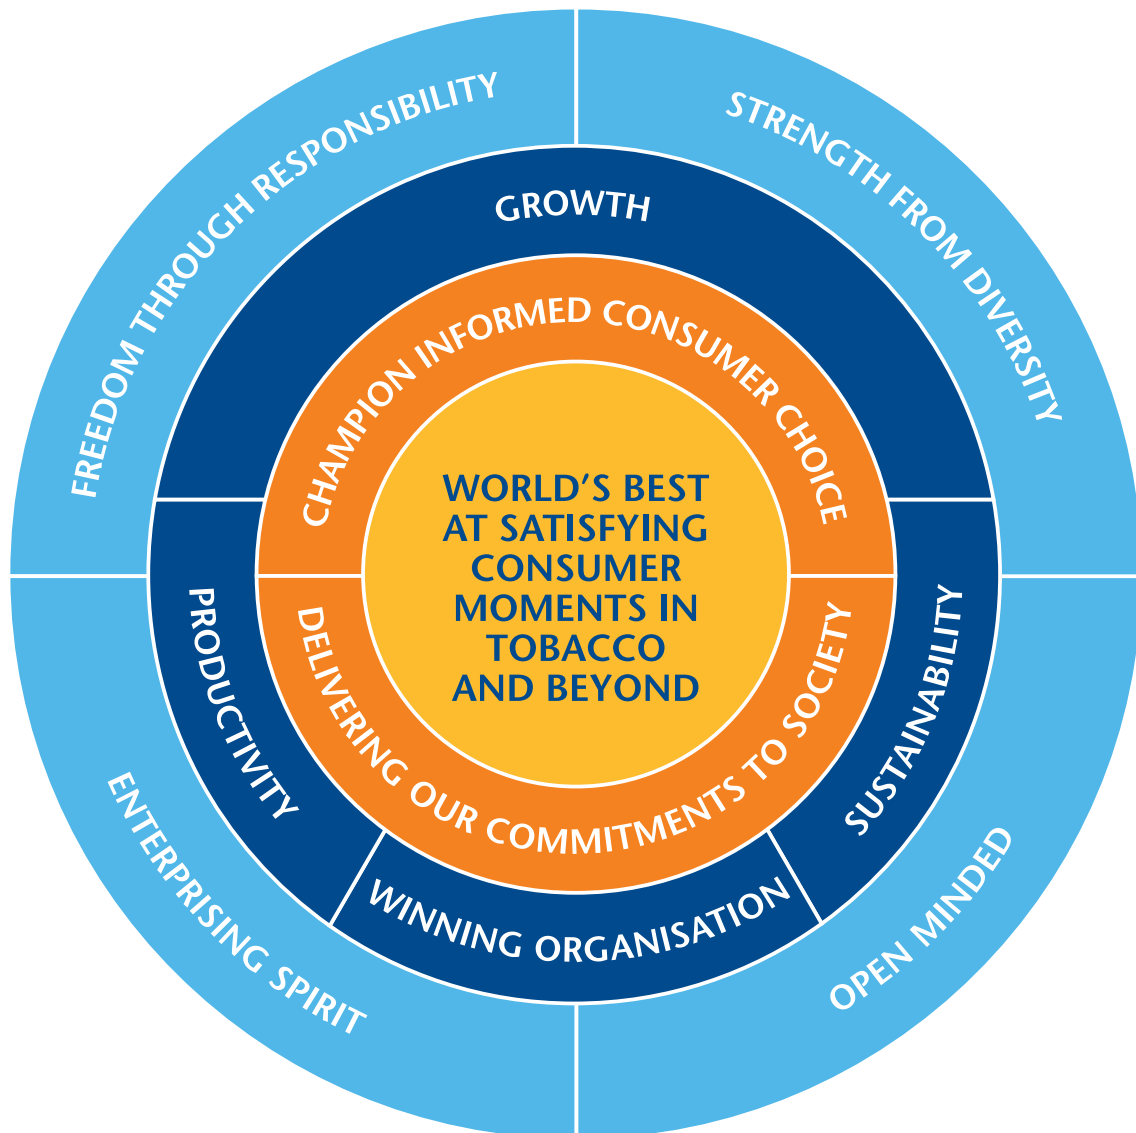 FREEDOM THROUGH RESPONSIBILITY
STRENGTH FROM DIVERSITY
GROWTH
CHAMPION INFORMED CONSUMER CHOICE
WORLD’S BEST
AT SATISFYING
CONSUMER
MOMENTS IN
TOBACCO
AND BEYOND
DELIVERING OUR COMMITMENTS TO SOCIETY
PRODUCTIVITY
SUSTAINABILITY
WINNING ORGANISATION
ENTERPRISING SPIRIT
OPEN MINDED